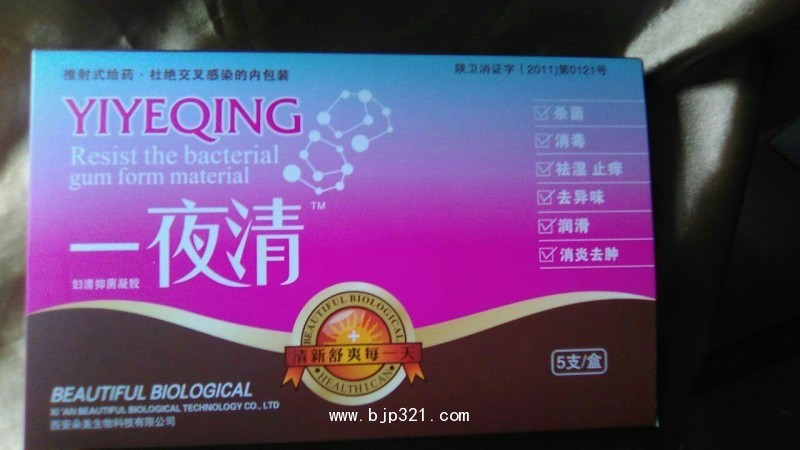 推射式给药·杜绝交叉感染的内包装
陕卫消证字（2011)第0121号
YIYEQING
Resist the bacterial
gum form material
一夜清 TM
妇清抑菌凝胶
杀菌
消毒
祛湿 止痒
去异味
润滑
消炎去肿
BEAUTIFUL BIOLOGICAL
清新舒爽每一天
HEALTH I CAN
5支/盒
BEAUTIFUL BIOLOGICAL
XI'AN BEAUTIFUL BIOLOGICAL TECHNOLOGY CO., LTD
西安朵美生物科技有限公司
www.bjp321.com